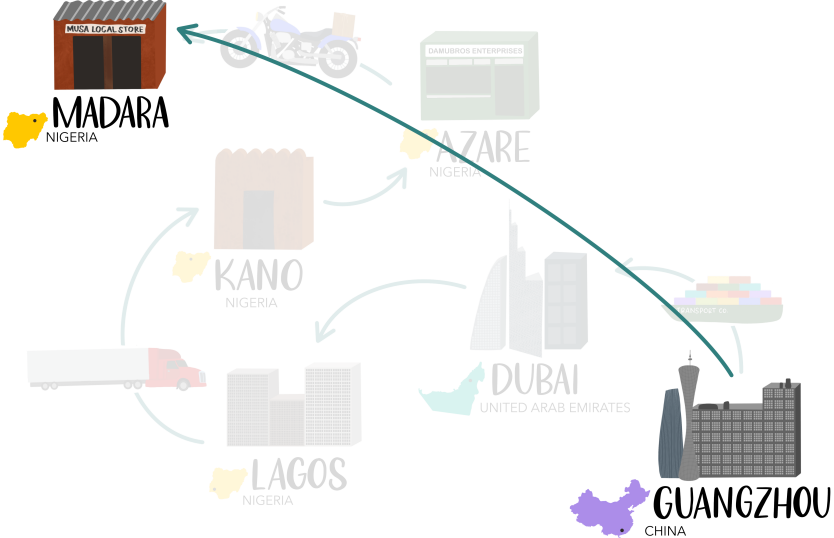 MUSA LOCAL STORE
MADARA
NIGERIA
DAMUBROS ENTERPRISES
AZARE
NIGERIA
KANO
NIGERIA
DUBAI
UNITED ARAB EMIRATES
LAGOS
NIGERIA
GUANGZHOU
CHINA